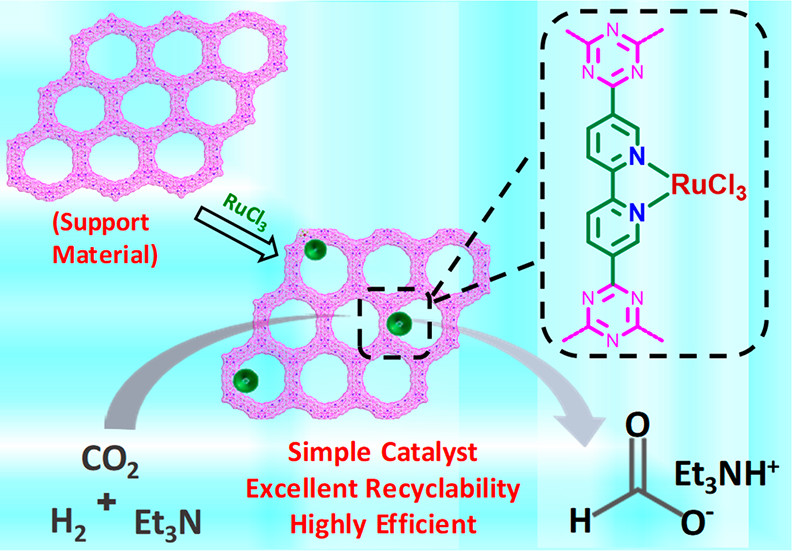 (Support
Material)
RuCl₃
N
N N
N
N
RuCl₃
N N
N
CO₂
+
H₂ Et₃N
Simple Catalyst
Excellent Recyclability
Highly Efficient
O
H O⁻
Et₃NH⁺